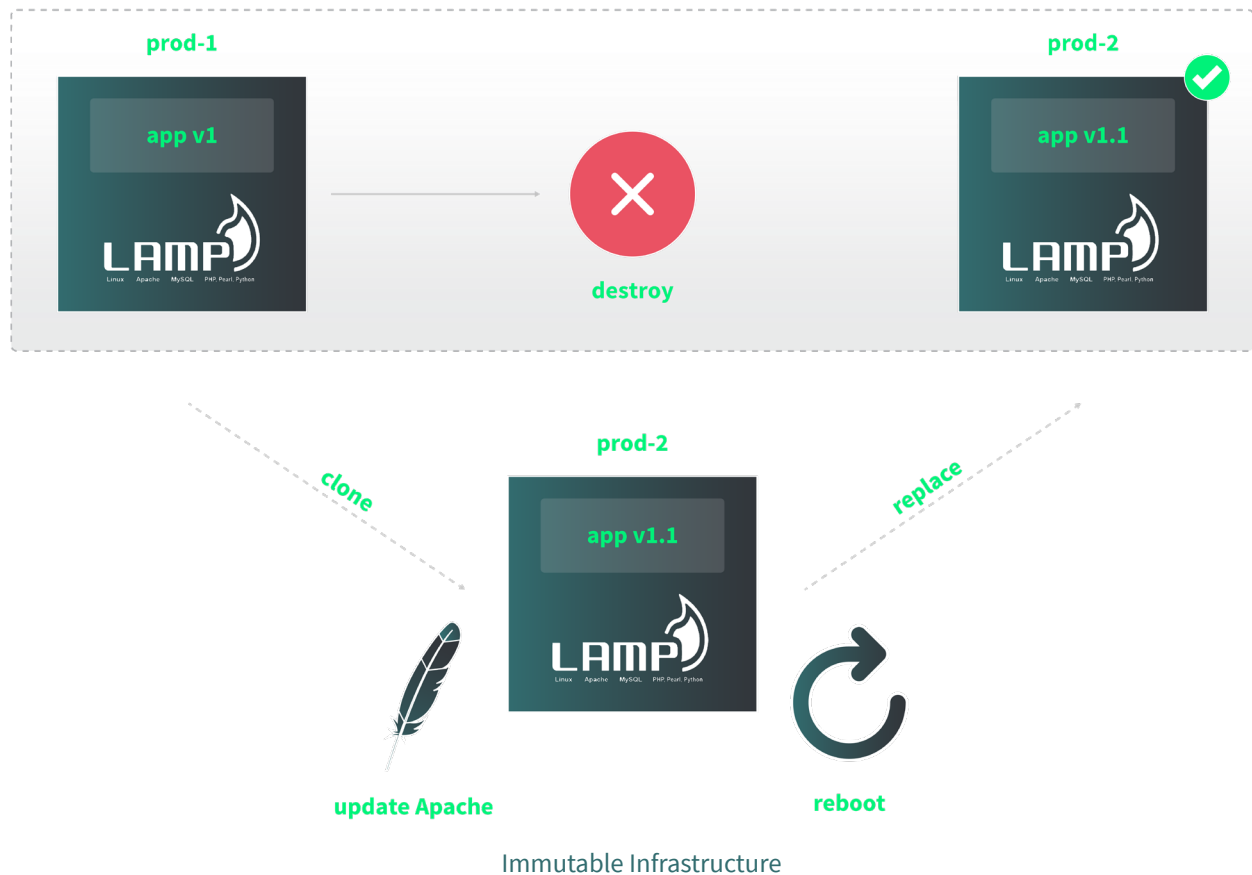 prod-1
prod-2
app v1
app v1.1
LAMP
Linux Apache MySQL PHP, Pearl, Python
LAMP
Linux Apache MySQL PHP, Pearl, Python
destroy
clone
replace
prod-2
app v1.1
LAMP
Linux Apache MySQL PHP, Pearl, Python
update Apache
reboot
Immutable Infrastructure